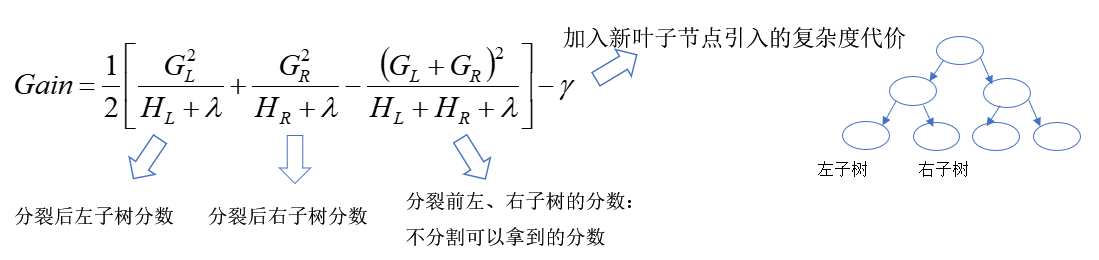 加入新叶子节点引入的复杂度代价
Gain = \frac{1}{2}\left[\frac{G_L^2}{H_L+\lambda}+\frac{G_R^2}{H_R+\lambda}-\frac{(G_L+G_R)^2}{H_L+H_R+\lambda}\right]-\gamma
左子树 右子树
分裂后左子树分数 分裂后右子树分数
分裂前左、右子树的分数：
不分割可以拿到的分数